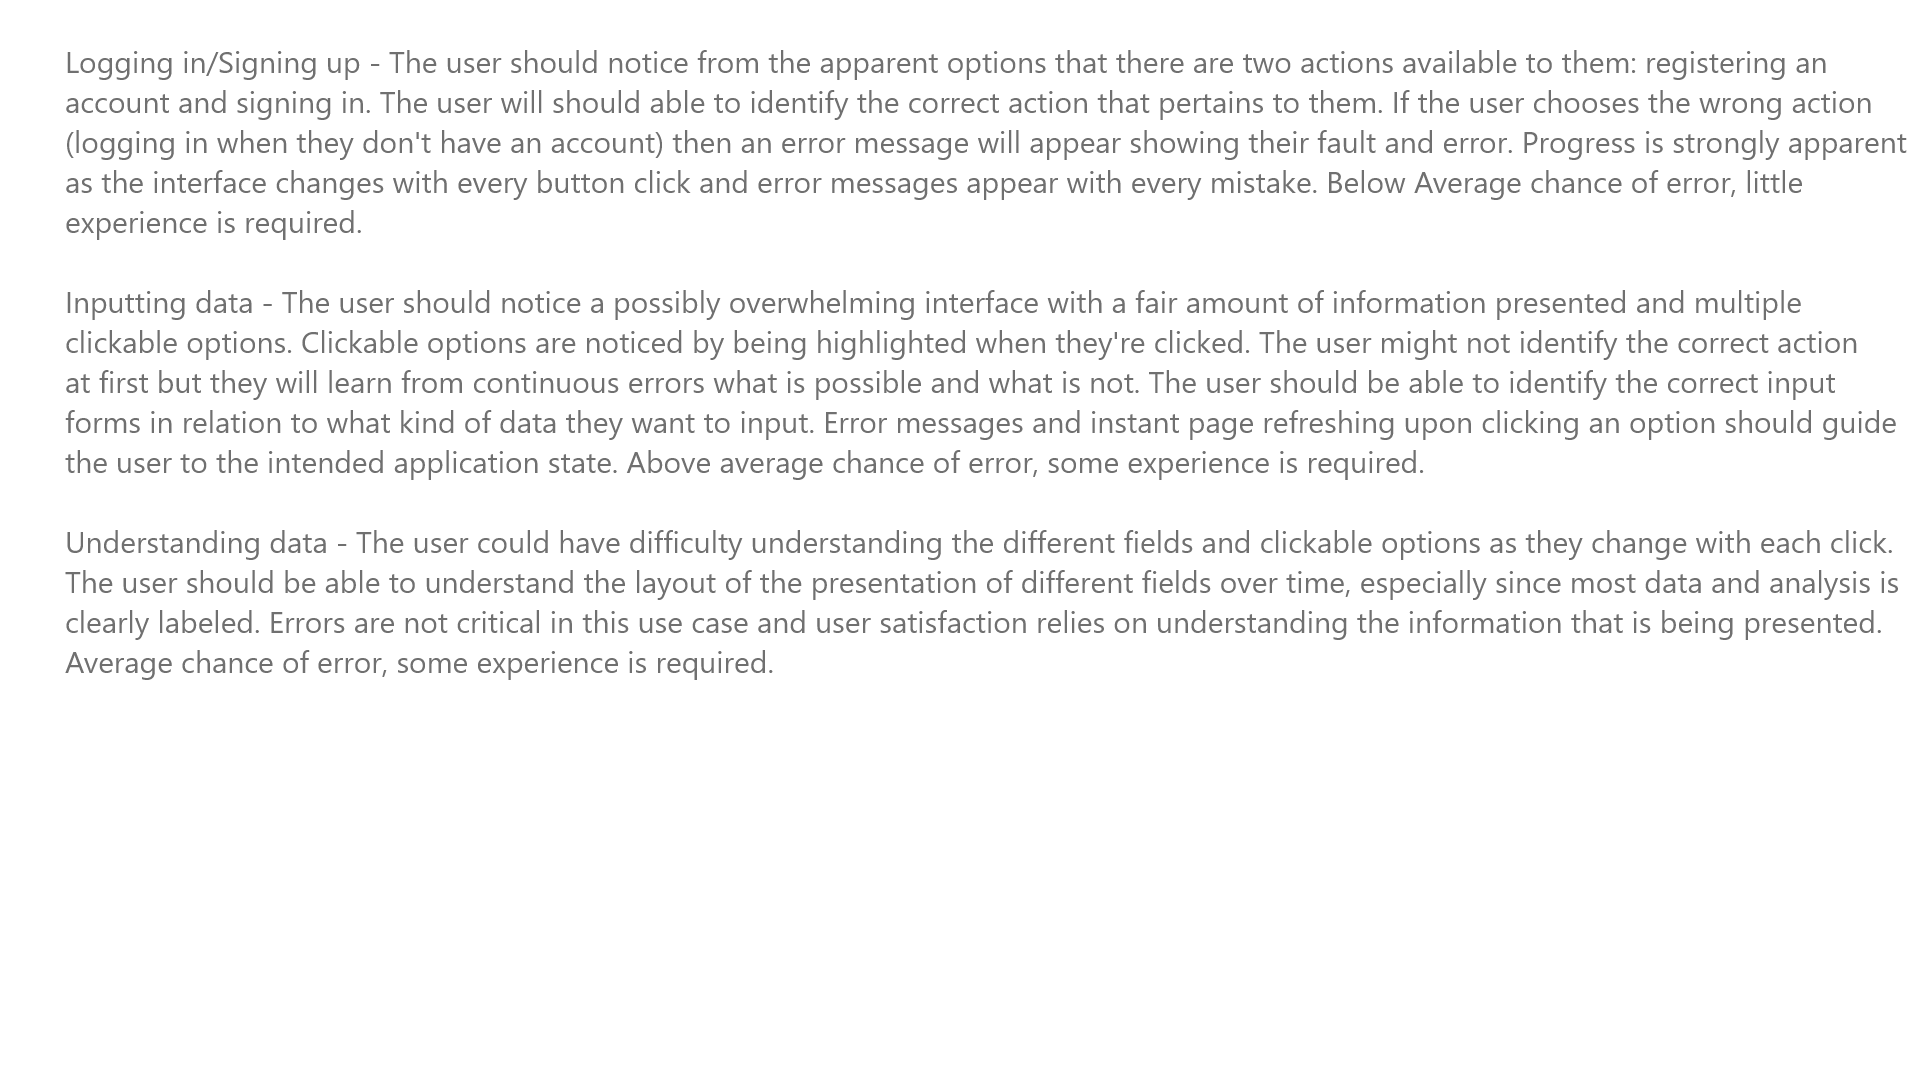 Logging in/Signing up - The user should notice from the apparent options that there are two actions available to them: registering an
account and signing in. The user will should able to identify the correct action that pertains to them. If the user chooses the wrong action
(logging in when they don't have an account) then an error message will appear showing their fault and error. Progress is strongly apparent
as the interface changes with every button click and error messages appear with every mistake. Below Average chance of error, little
experience is required.
Inputting data - The user should notice a possibly overwhelming interface with a fair amount of information presented and multiple
clickable options. Clickable options are noticed by being highlighted when they're clicked. The user might not identify the correct action
at first but they will learn from continuous errors what is possible and what is not. The user should be able to identify the correct input
forms in relation to what kind of data they want to input. Error messages and instant page refreshing upon clicking an option should guide
the user to the intended application state. Above average chance of error, some experience is required.
Understanding data - The user could have difficulty understanding the different fields and clickable options as they change with each click.
The user should be able to understand the layout of the presentation of different fields over time, especially since most data and analysis is
clearly labeled. Errors are not critical in this use case and user satisfaction relies on understanding the information that is being presented.
Average chance of error, some experience is required.